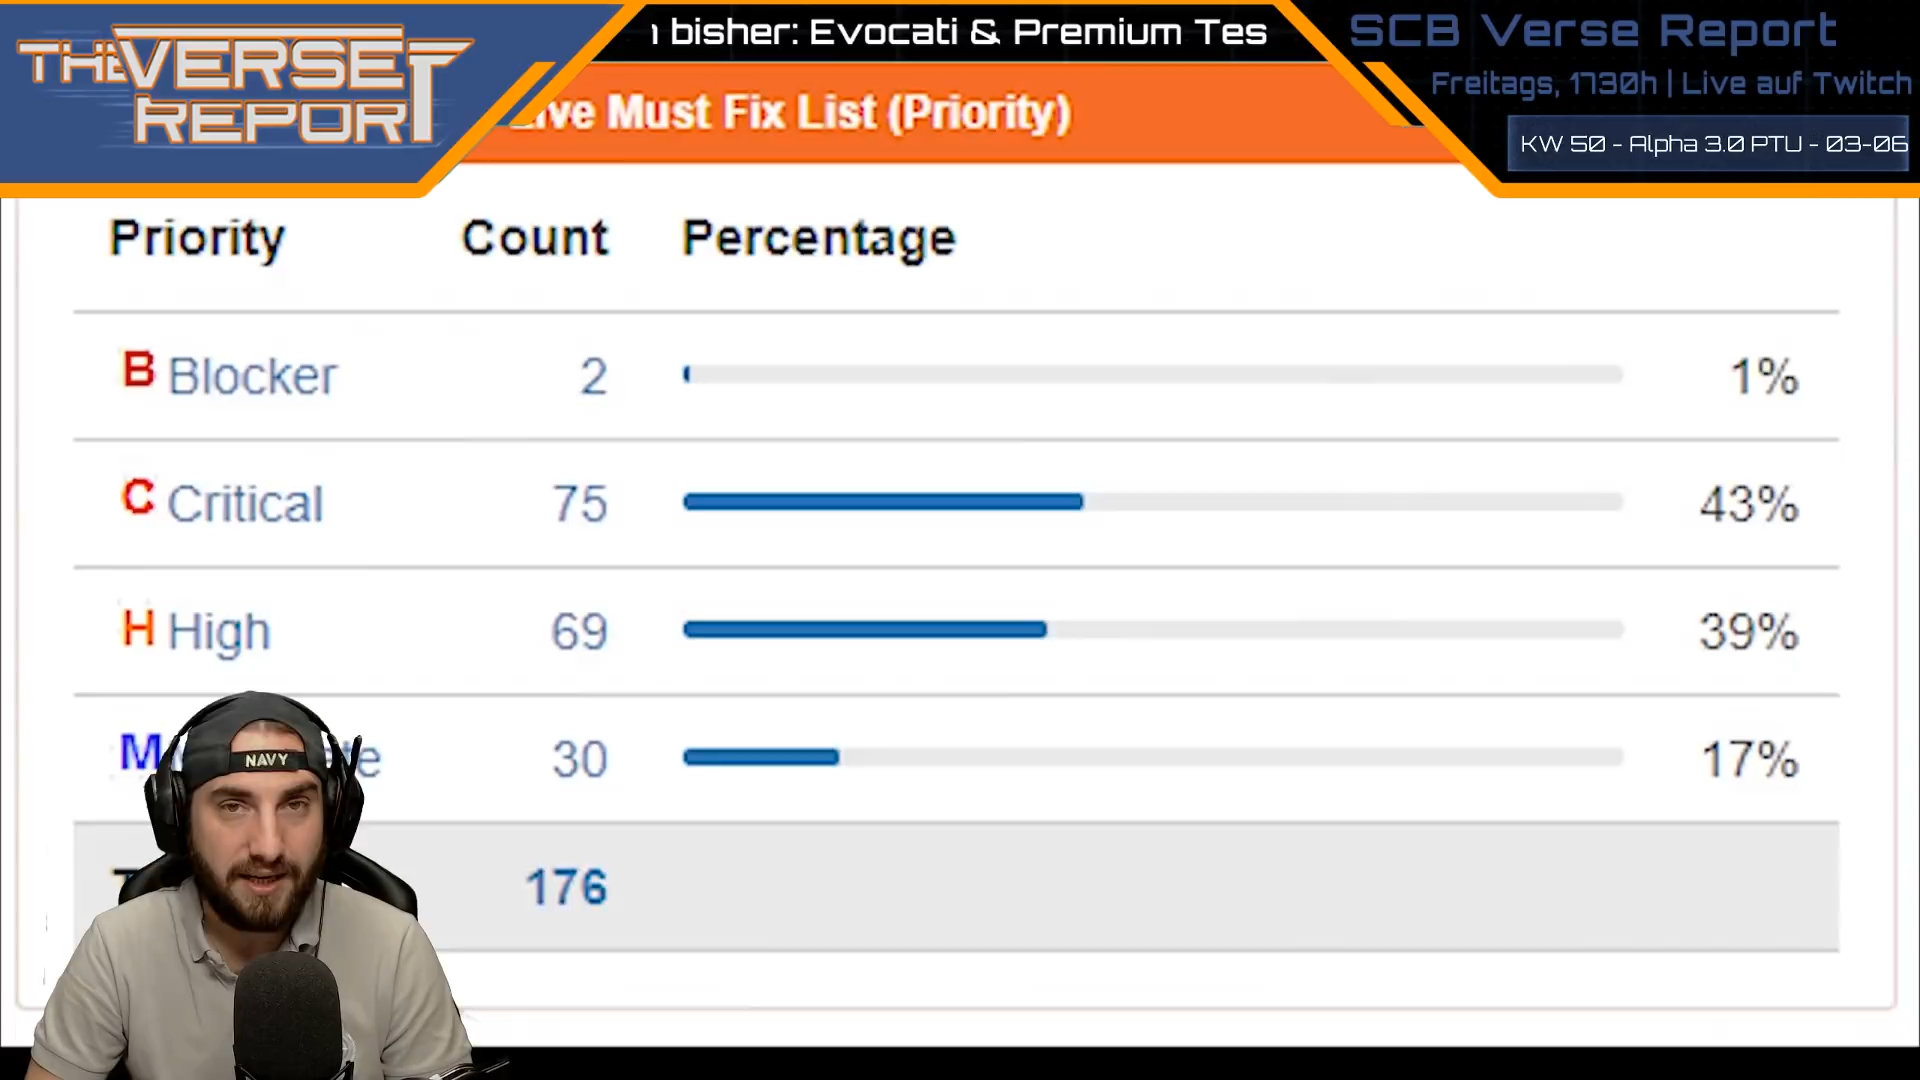 THE VERSE
REPORT
bisher: Evocati & Premium Tes
SCB Verse Report
Freitags, 1730h | Live auf Twitch
KW 50 - Alpha 3.0 PTU - 03-06
Live Must Fix List (Priority)
Priority Count Percentage
B Blocker 2 1%
C Critical 75 43%
H High 69 39%
M 30 17%
176
NAVY